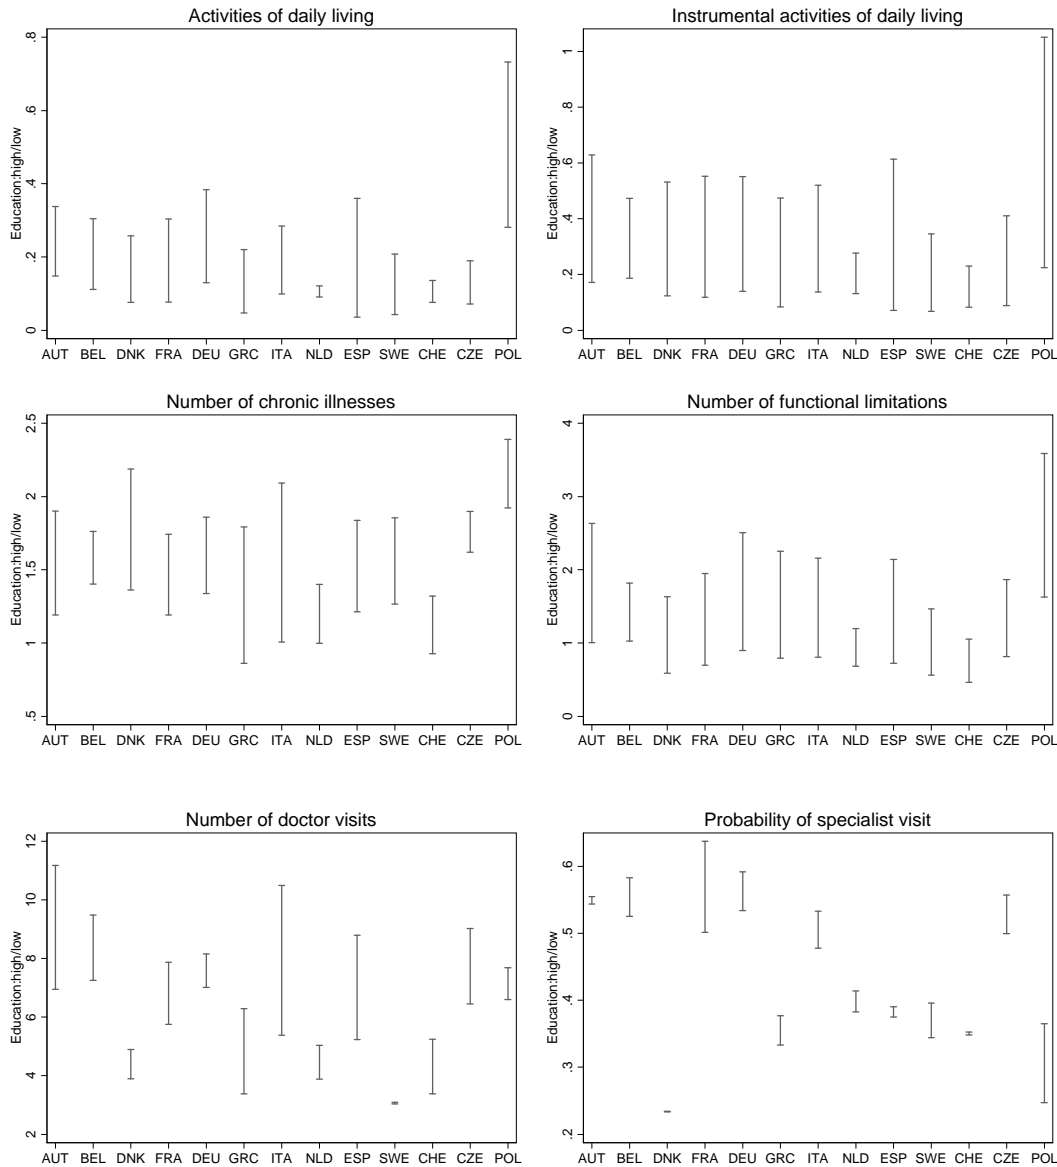 Activities of daily living
Education:high/low
0 .2 .4 .6 .8
AUT BEL DNK FRA DEU GRC ITA NLD ESP SWE CHE CZE POL
Instrumental activities of daily living
Education:high/low
0 .2 .4 .6 .8 1
AUT BEL DNK FRA DEU GRC ITA NLD ESP SWE CHE CZE POL
Number of chronic illnesses
Education:high/low
.5 1 1.5 2 2.5
AUT BEL DNK FRA DEU GRC ITA NLD ESP SWE CHE CZE POL
Number of functional limitations
Education:high/low
0 1 2 3 4
AUT BEL DNK FRA DEU GRC ITA NLD ESP SWE CHE CZE POL
Number of doctor visits
Education:high/low
2 4 6 8 10 12
AUT BEL DNK FRA DEU GRC ITA NLD ESP SWE CHE CZE POL
Probability of specialist visit
Education:high/low
.2 .3 .4 .5 .6
AUT BEL DNK FRA DEU GRC ITA NLD ESP SWE CHE CZE POL